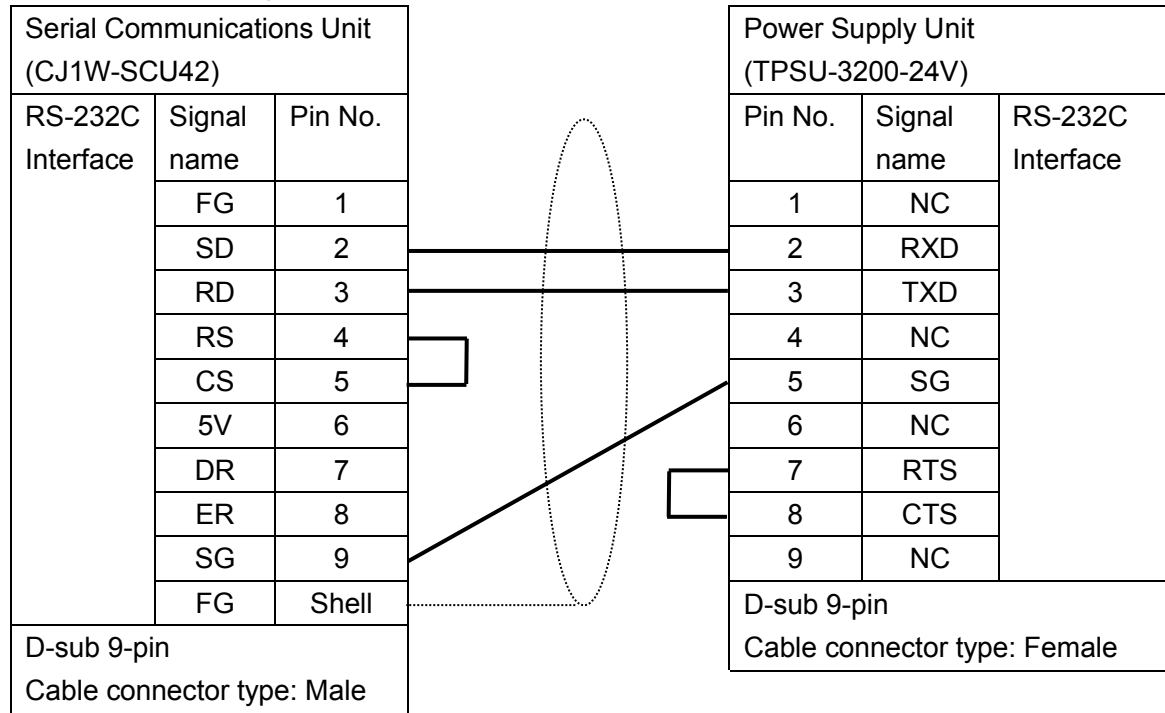 Serial Communications Unit
(CJ1W-SCU42)
RS-232C Interface Signal name Pin No.
FG 1
SD 2
RD 3
RS 4
CS 5
5V 6
DR 7
ER 8
SG 9
FG Shell
D-sub 9-pin
Cable connector type: Male
Power Supply Unit
(TPSU-3200-24V)
Pin No. Signal name RS-232C Interface
1 NC
2 RXD
3 TXD
4 NC
5 SG
6 NC
7 RTS
8 CTS
9 NC
D-sub 9-pin
Cable connector type: Female